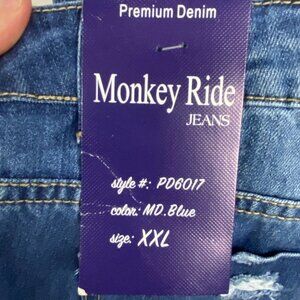 Premium Denim
Monkey Ride
JEANS
style #: PD6017
color: MD.Blue
size: XXL